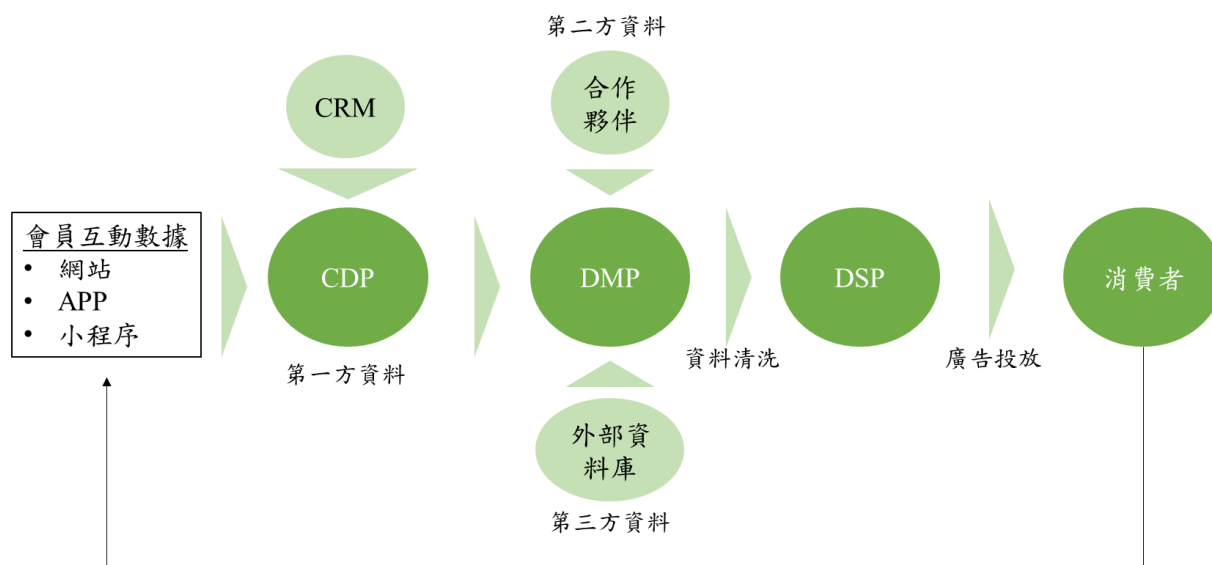 第二方資料
CRM
合作
夥伴
會員互動數據
• 網站
• APP
• 小程序
CDP
DMP
DSP
消費者
第一方資料
資料清洗
廣告投放
外部資
料庫
第三方資料